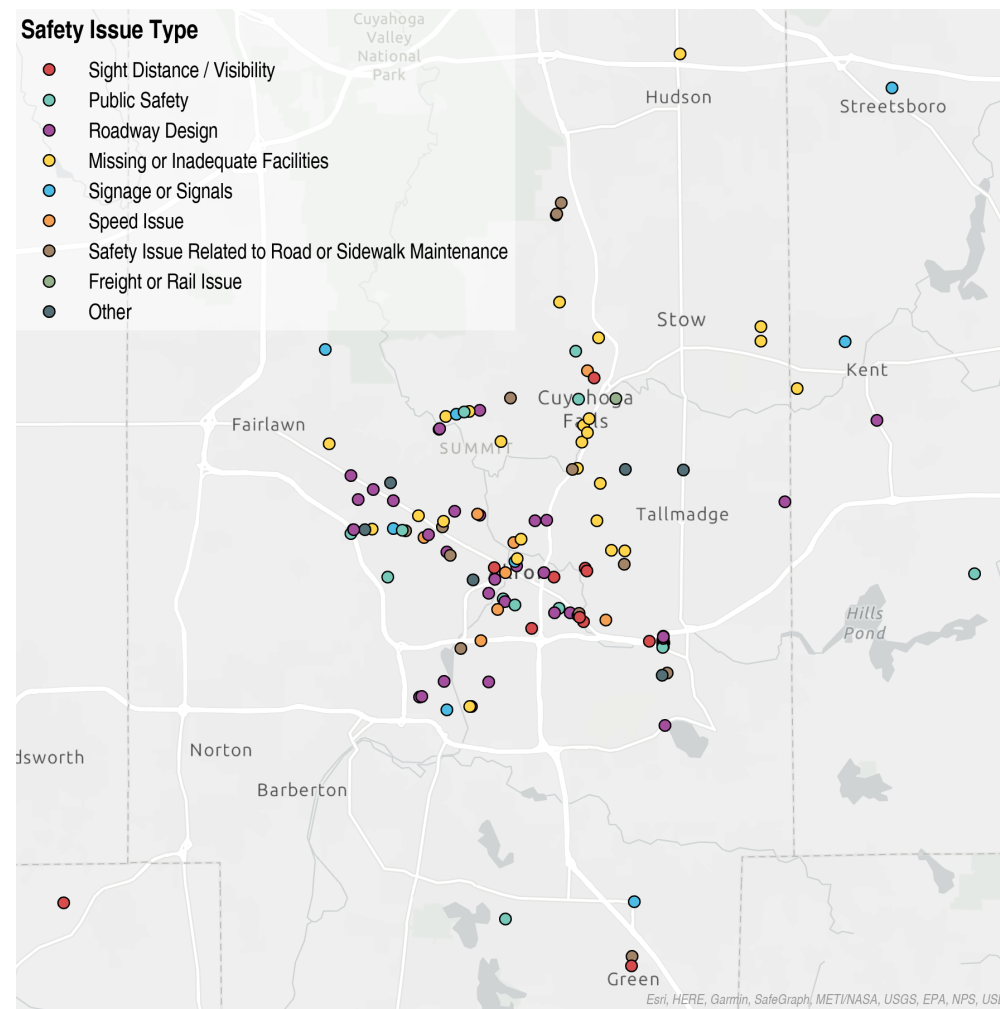 Safety Issue Type
Sight Distance / Visibility
Public Safety
Roadway Design
Missing or Inadequate Facilities
Signage or Signals
Speed Issue
Safety Issue Related to Road or Sidewalk Maintenance
Freight or Rail Issue
Other
Cuyahoga
Valley
National
Park
Hudson
Streetsboro
Stow
Kent
Cuyahoga
Falls
Fairlawn
SUMMIT
Tallmadge
Akron
Hills
Pond
dsworth
Norton
Barberton
Green
Esri, HERE, Garmin, SafeGraph, METI/NASA, USGS, EPA, NPS, USD